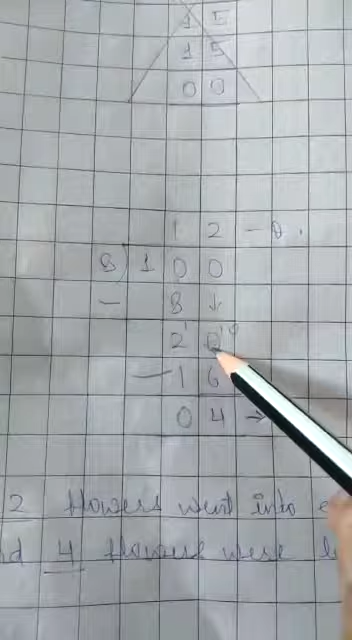 1 5
1 5
0 0
1 2 - Q.
8) 1 0 0
- 8 ↓
2 0
- 1 6
0 4 →
2 flowers went into
4 flowers were